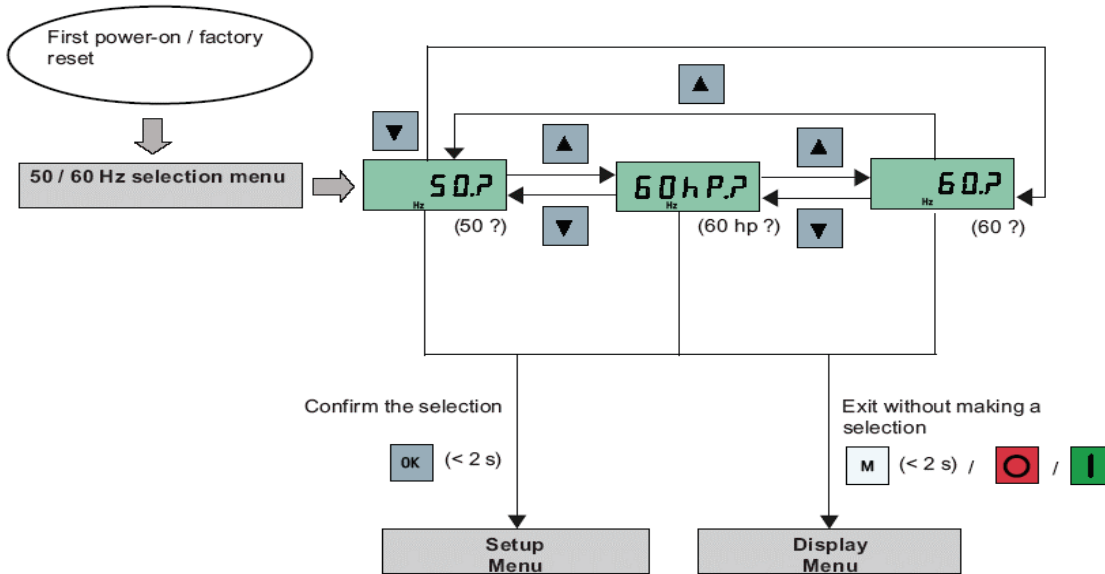 First power-on / factory
reset
50 / 60 Hz selection menu
50.?
Hz
(50 ?)
60hP.?
Hz
(60 hp ?)
60.?
Hz
(60 ?)
Confirm the selection
OK (< 2 s)
Exit without making a
selection
M (< 2 s) / /
Setup
Menu
Display
Menu